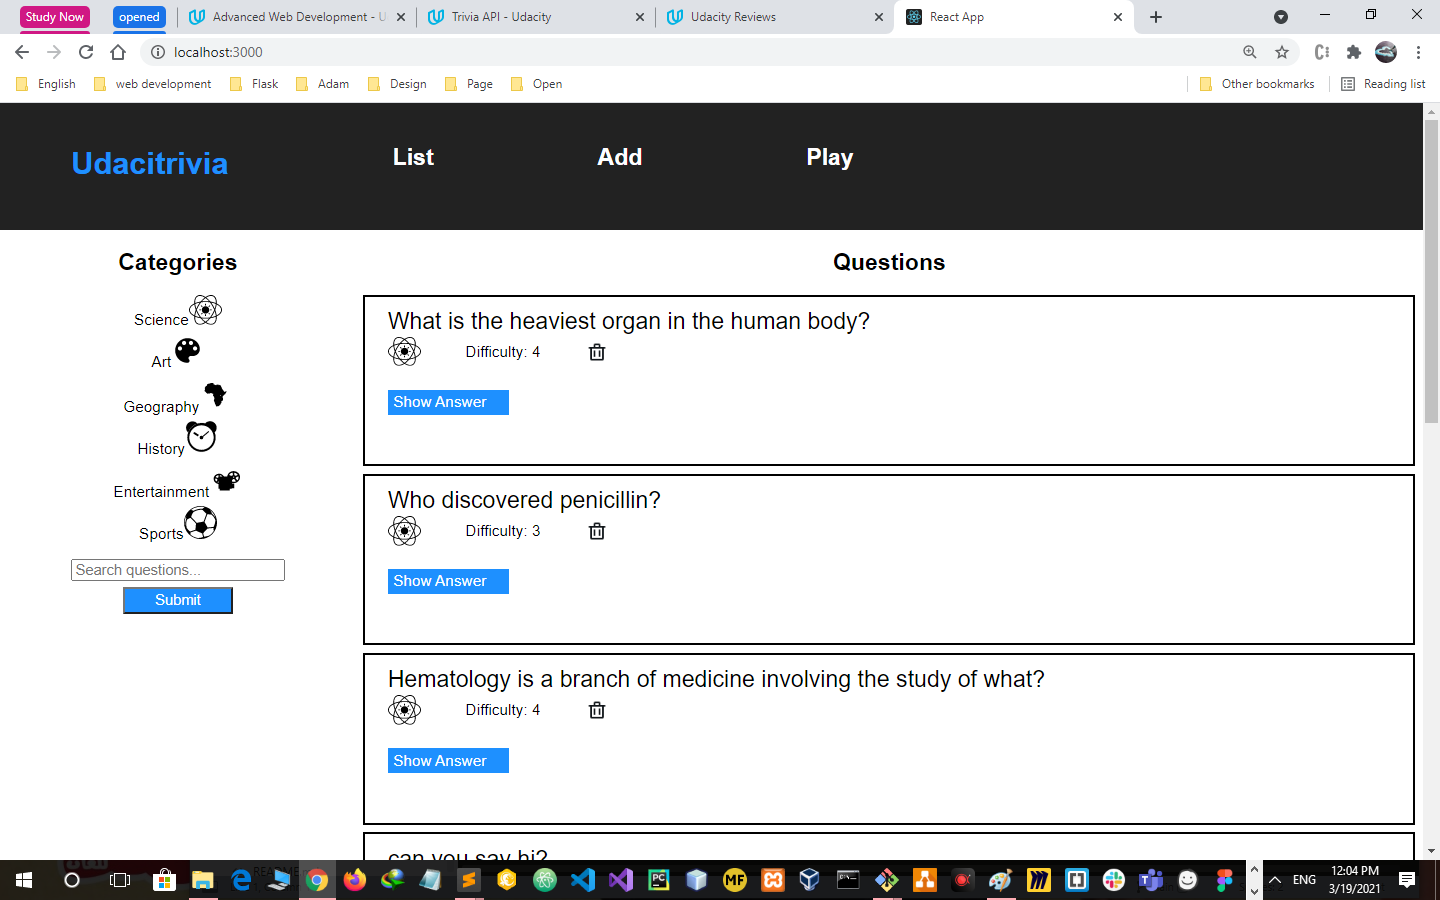 Study Now
opened
Advanced Web Development - U
Trivia API - Udacity
Udacity Reviews
React App
localhost:3000
English
web development
Flask
Adam
Design
Page
Open
Other bookmarks
Reading list
Udacitrivia
List
Add
Play
Categories
Science
Art
Geography
History
Entertainment
Sports
Search questions...
Submit
Questions
What is the heaviest organ in the human body?
Difficulty: 4
Show Answer
Who discovered penicillin?
Difficulty: 3
Show Answer
Hematology is a branch of medicine involving the study of what?
Difficulty: 4
Show Answer
can you say hi?
PC
MF
ENG
12:04 PM
3/19/2021